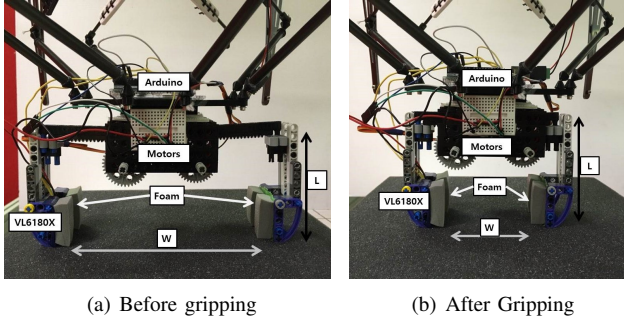 Arduino
Motors
L
Foam
VL6180X
W
Arduino
Motors
L
Foam
VL6180X
W
(a) Before gripping
(b) After Gripping